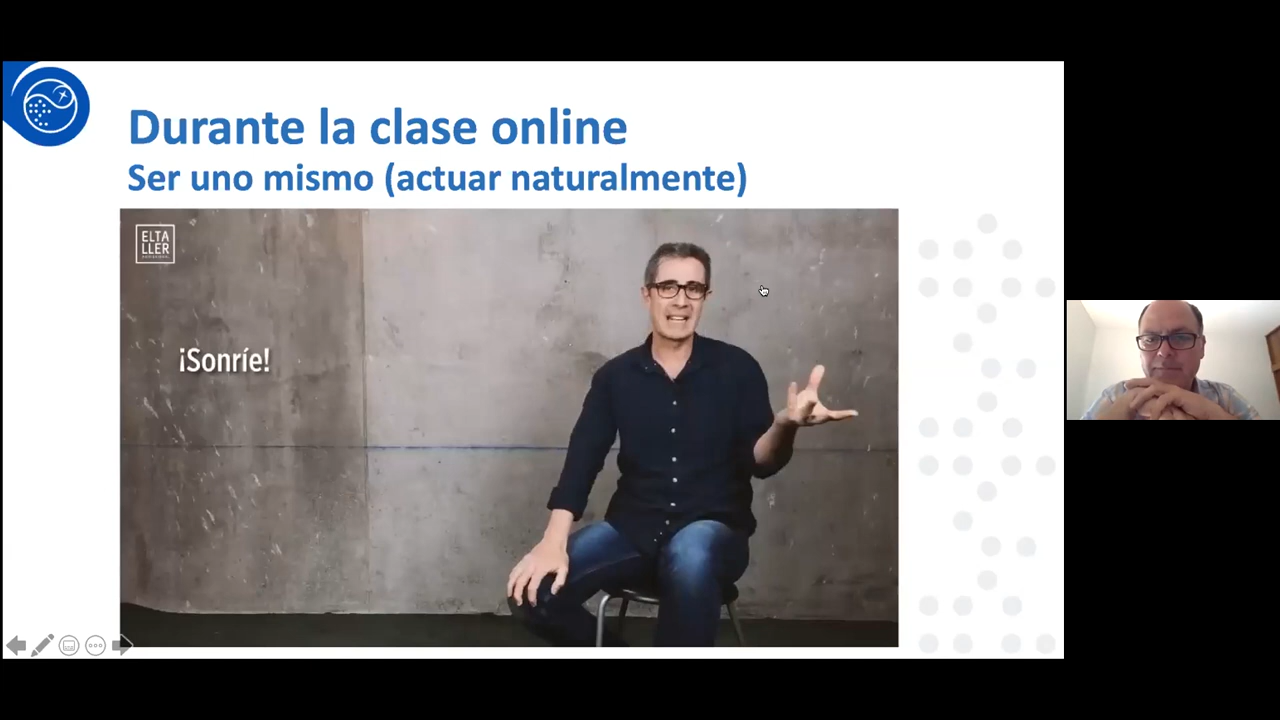 Durante la clase online
Ser uno mismo (actuar naturalmente)
ELTA
LLER
¡Sonríe!